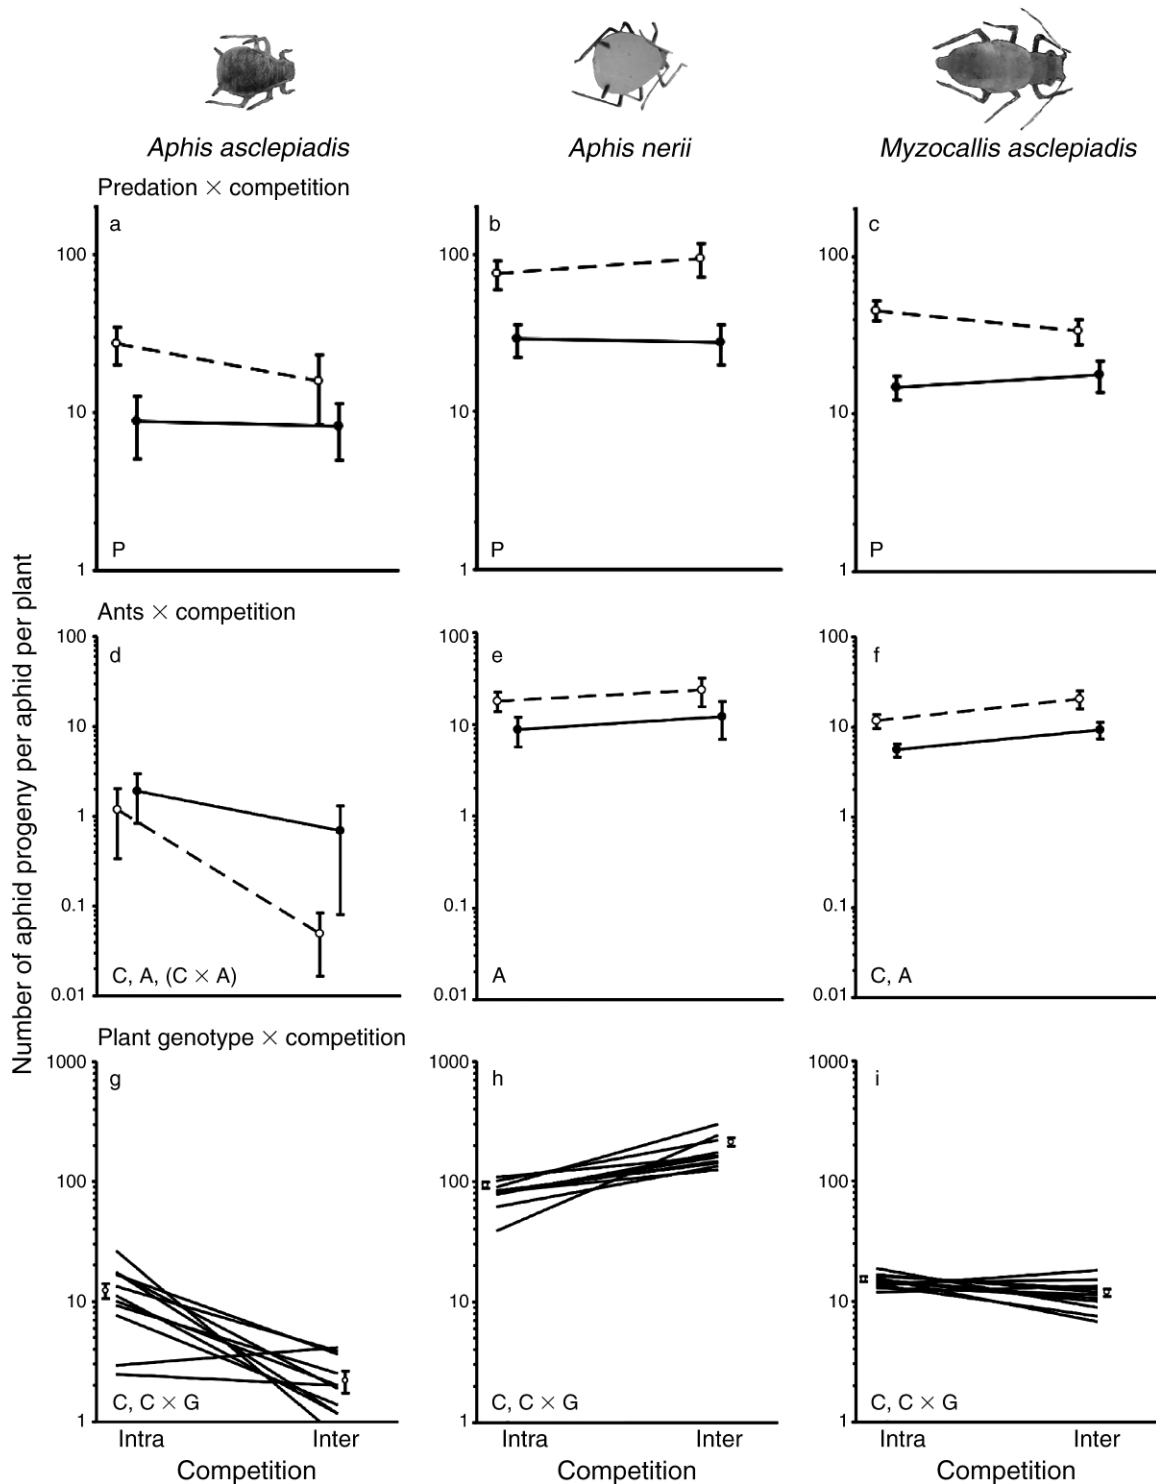 Aphis asclepiadis
Aphis nerii
Myzocallis asclepiadis
Number of aphid progeny per aphid per plant
Predation × competition
a
100
10
1
P
b
100
10
1
P
c
100
10
1
P
Ants × competition
d
100
10
1
0.1
0.01
C, A, (C × A)
e
100
10
1
0.1
0.01
A
f
100
10
1
0.1
0.01
C, A
Plant genotype × competition
g
1000
100
10
1
C, C × G
Intra Inter
Competition
h
1000
100
10
1
C, C × G
Intra Inter
Competition
i
1000
100
10
1
C, C × G
Intra Inter
Competition